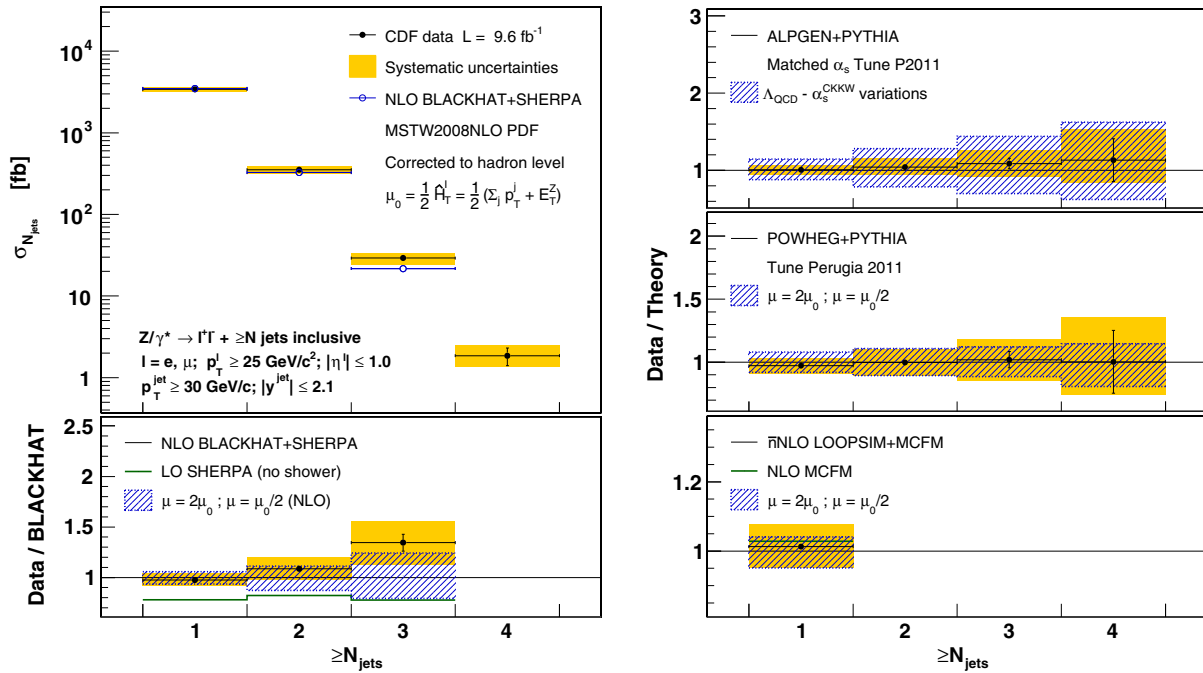 σ_Njets [fb]
10⁴
10³
10²
10
1
CDF data L = 9.6 fb⁻¹
Systematic uncertainties
NLO BLACKHAT+SHERPA
MSTW2008NLO PDF
Corrected to hadron level
μ₀ = 1/2 Ĥ'_T = 1/2 (Σ_j p_T^j + E_T^Z)
Z/γ* → l⁺l⁻ + ≥N jets inclusive
l = e, μ; p_T^l ≥ 25 GeV/c²; |η^l| ≤ 1.0
p_T^jet ≥ 30 GeV/c; |y^jet| ≤ 2.1
Data / BLACKHAT
2.5
2
1.5
1
NLO BLACKHAT+SHERPA
LO SHERPA (no shower)
μ = 2μ₀ ; μ = μ₀/2 (NLO)
1 2 3 4
≥N_jets
Data / Theory
3
2
1
ALPGEN+PYTHIA
Matched α_s Tune P2011
Λ_QCD - α_s^CKKW variations
2
1.5
1
POWHEG+PYTHIA
Tune Perugia 2011
μ = 2μ₀ ; μ = μ₀/2
1.2
1
n̄NLO LOOPSIM+MCFM
NLO MCFM
μ = 2μ₀ ; μ = μ₀/2
1 2 3 4
≥N_jets